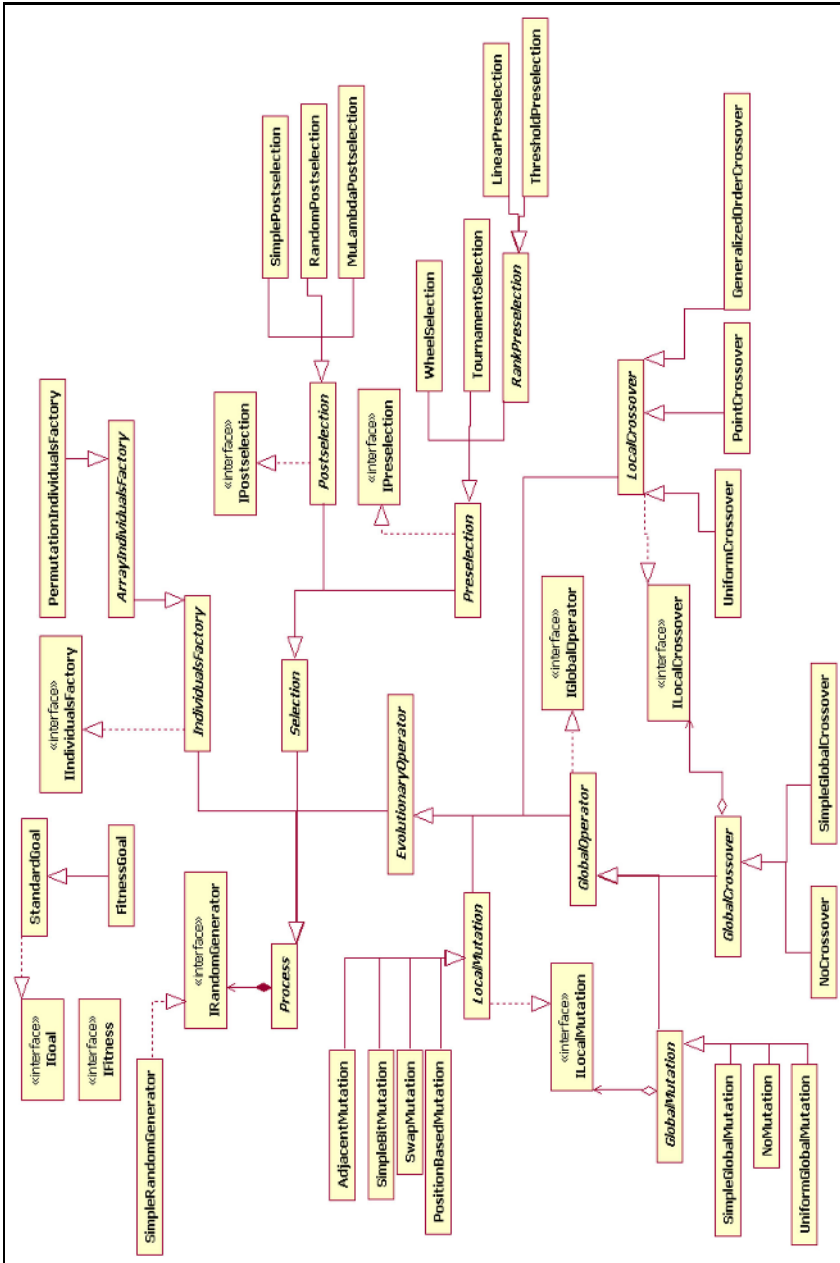 «interface»
IGoal
«interface»
IFitness
StandardGoal
FitnessGoal
«interface»
IIndividualsFactory
PermutationIndividualsFactory
ArrayIndividualsFactory
IndividualsFactory
SimpleRandomGenerator
«interface»
IRandomGenerator
Process
Selection
«interface»
IPostselection
Postselection
SimplePostselection
RandomPostselection
MuLambdaPostselection
«interface»
IPreselection
Preselection
WheelSelection
TournamentSelection
RankPreselection
LinearPreselection
ThresholdPreselection
EvolutionaryOperator
AdjacentMutation
SimpleBitMutation
SwapMutation
PositionBasedMutation
LocalMutation
«interface»
ILocalMutation
GlobalOperator
«interface»
IGlobalOperator
LocalCrossover
«interface»
ILocalCrossover
UniformCrossover
PointCrossover
GeneralizedOrderCrossover
GlobalMutation
SimpleGlobalMutation
NoMutation
UniformGlobalMutation
GlobalCrossover
NoCrossover
SimpleGlobalCrossover